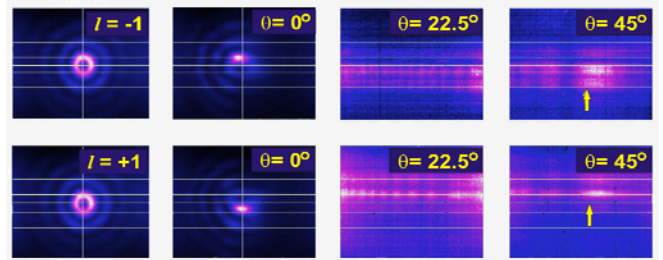 l = -1
θ= 0°
θ= 22.5°
θ= 45°
l = +1
θ= 0°
θ= 22.5°
θ= 45°